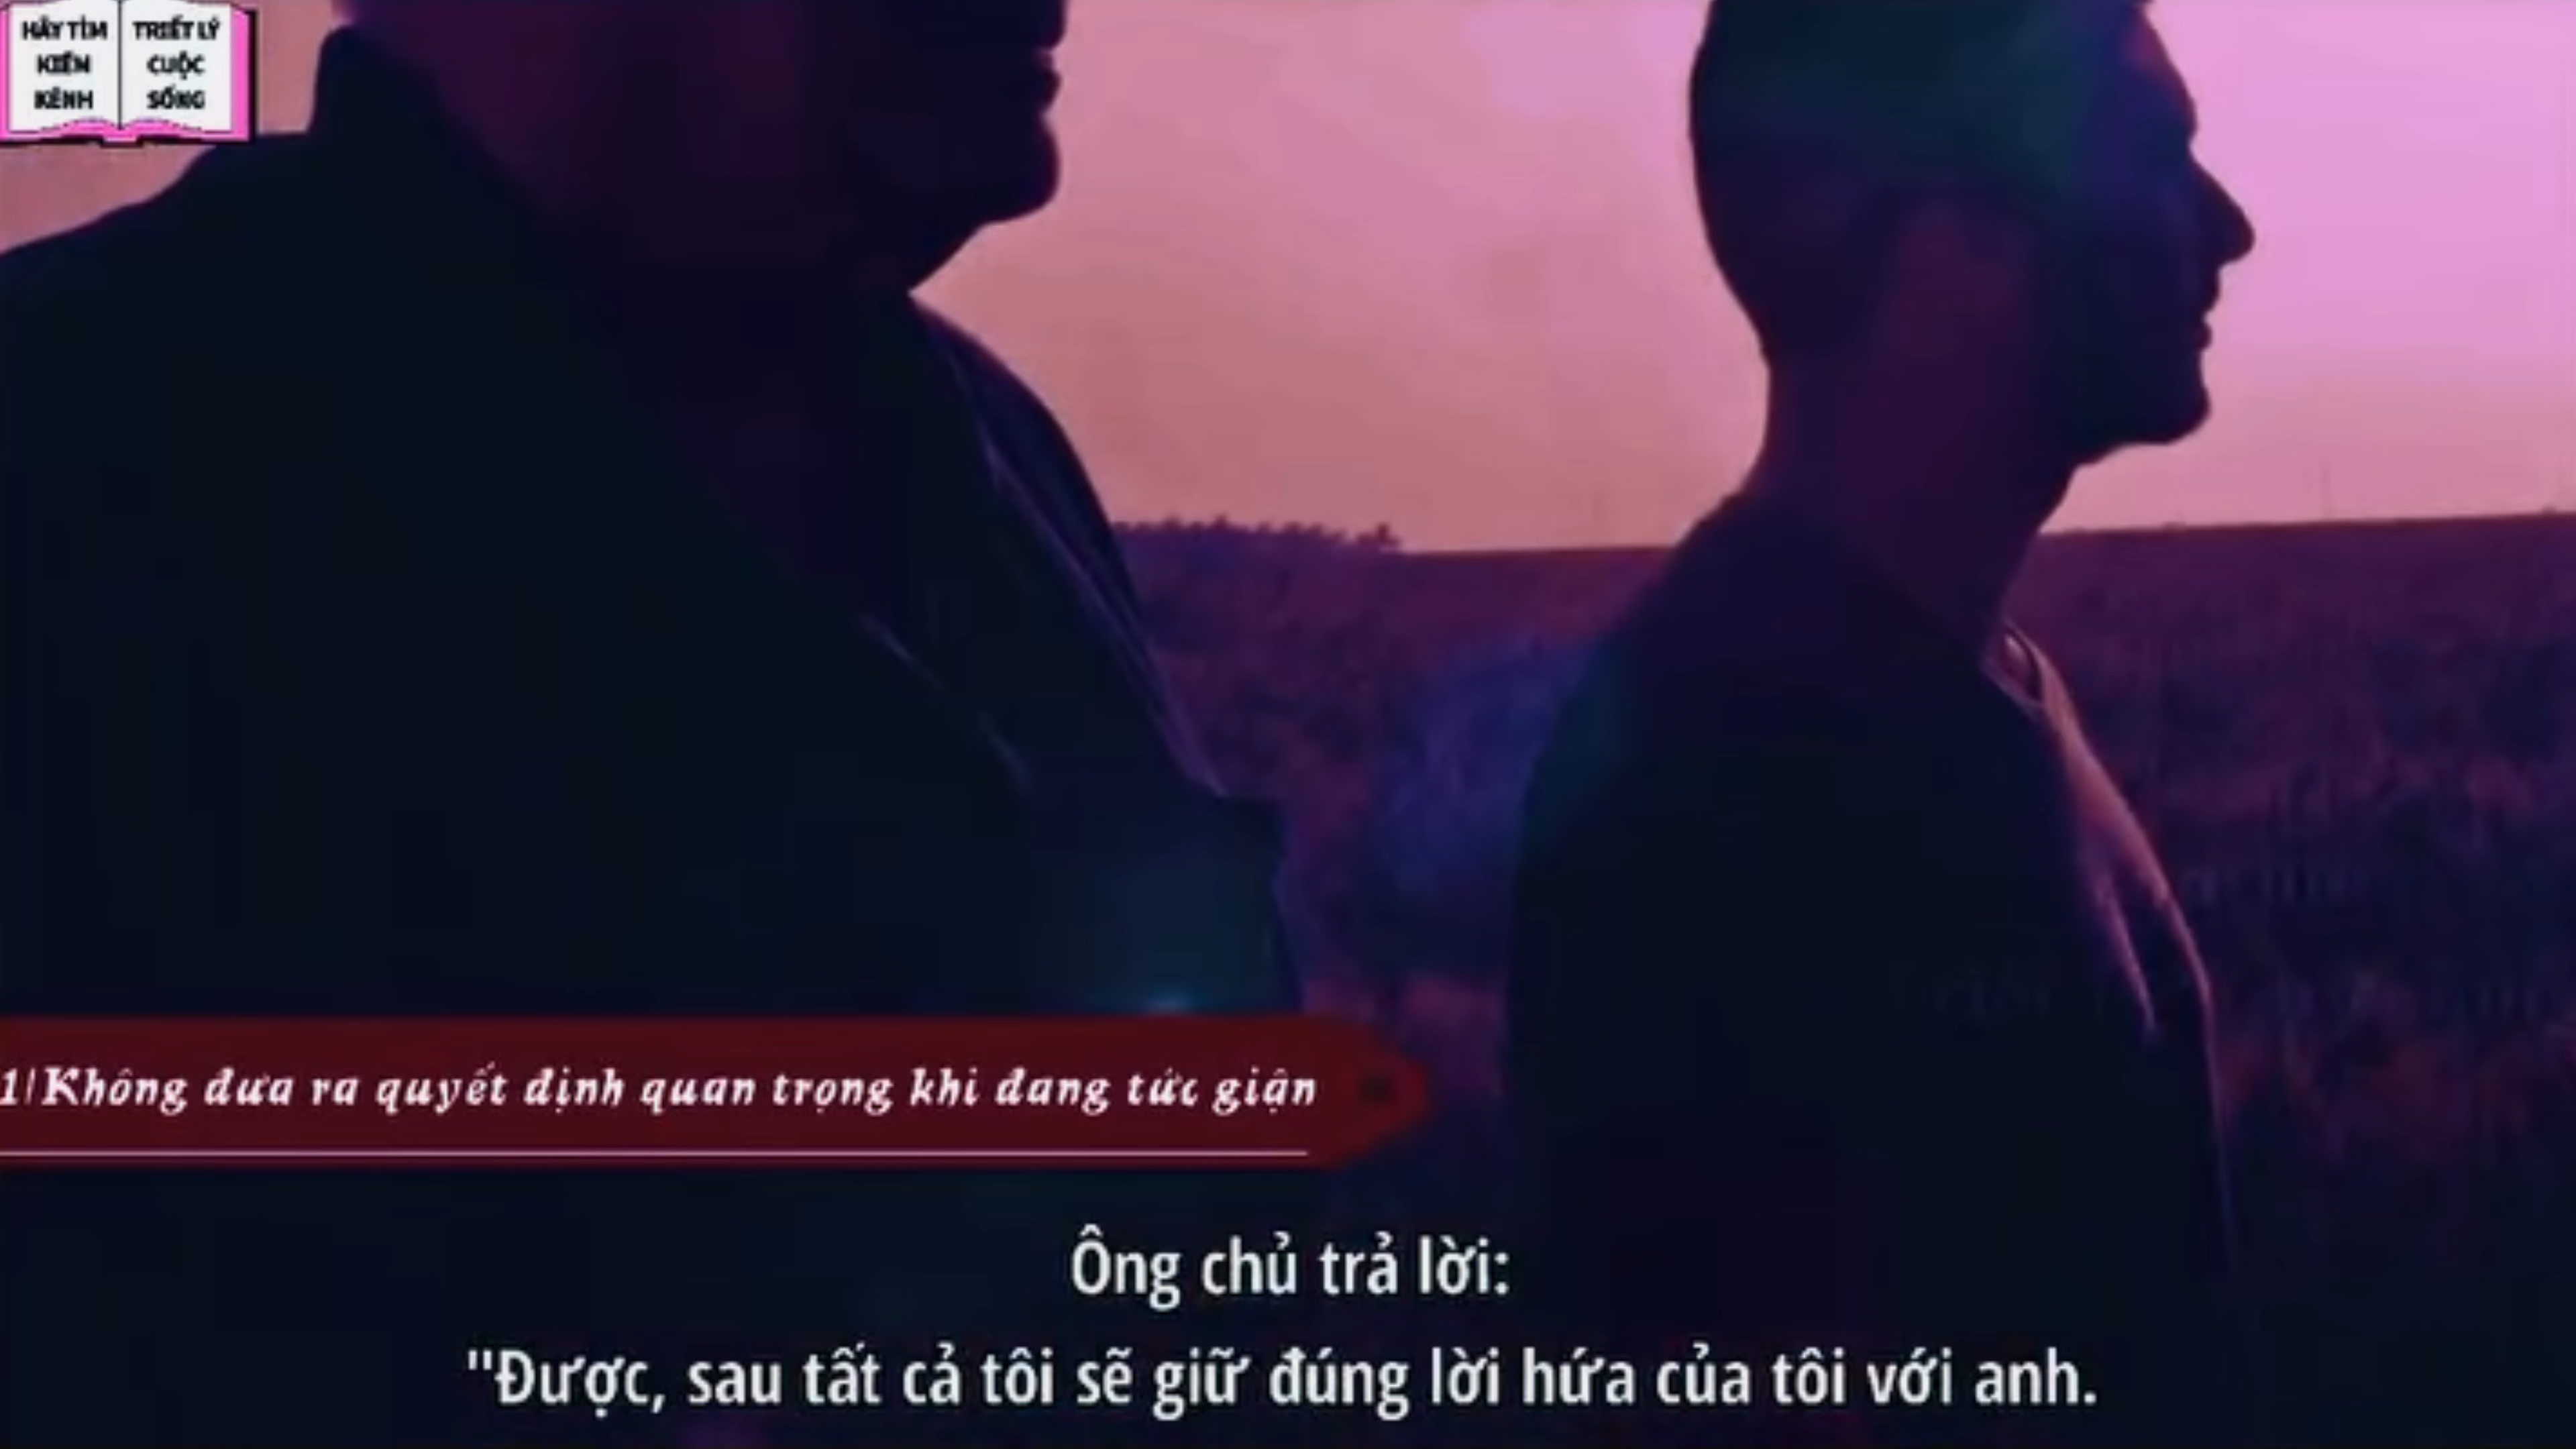 HÃY TÌM
KIẾM
KÊNH
TRIẾT LÝ
CUỘC
SỐNG
1/Không đưa ra quyết định quan trọng khi đang tức giận
Ông chủ trả lời:
"Được, sau tất cả tôi sẽ giữ đúng lời hứa của tôi với anh.